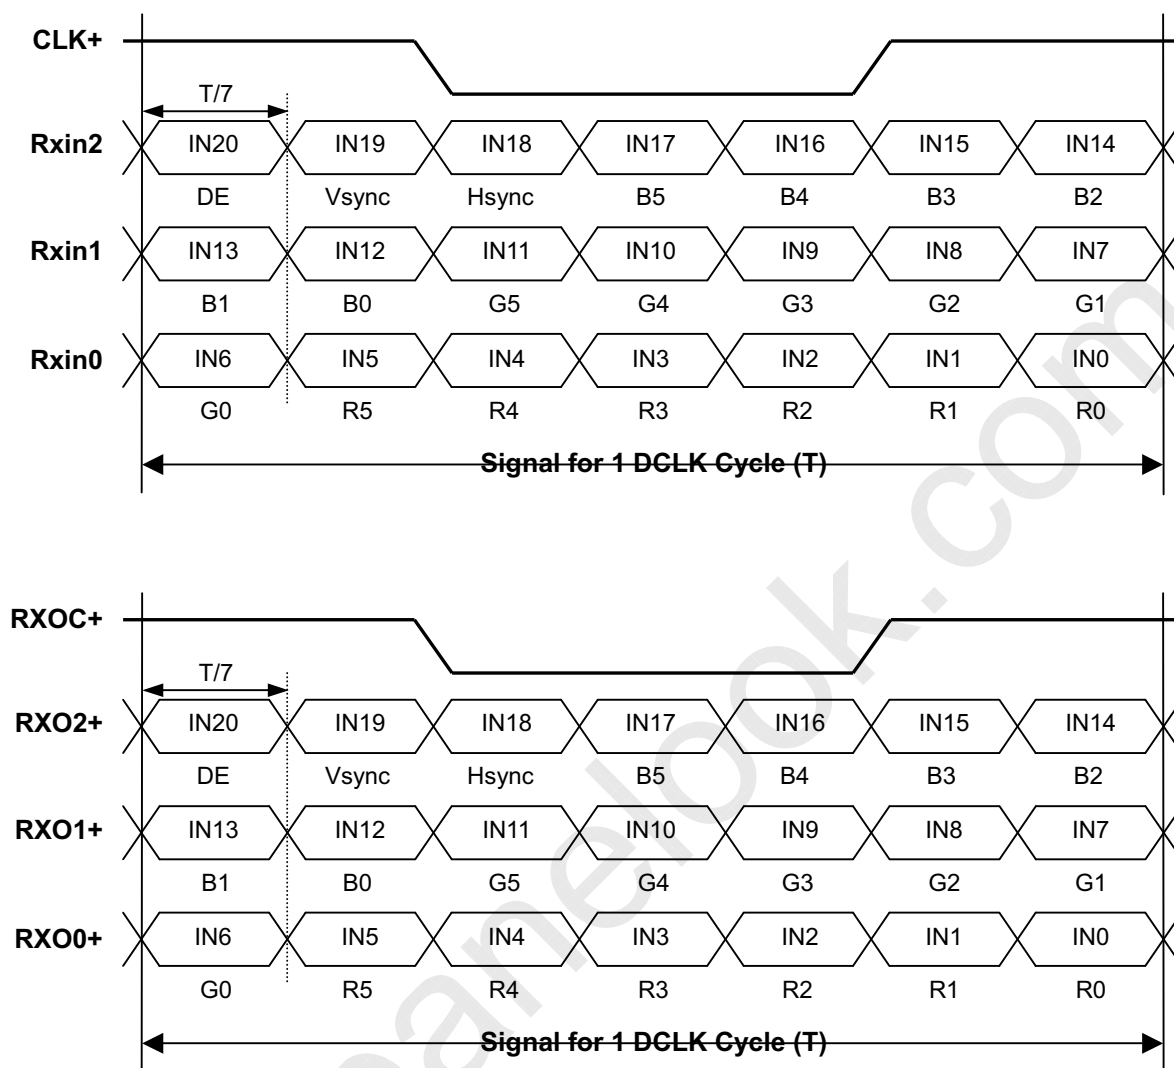 CLK+
T/7
Rxin2 IN20 IN19 IN18 IN17 IN16 IN15 IN14
DE Vsync Hsync B5 B4 B3 B2
Rxin1 IN13 IN12 IN11 IN10 IN9 IN8 IN7
B1 B0 G5 G4 G3 G2 G1
Rxin0 IN6 IN5 IN4 IN3 IN2 IN1 IN0
G0 R5 R4 R3 R2 R1 R0
Signal for 1 DCLK Cycle (T)
RXOC+
T/7
RXO2+ IN20 IN19 IN18 IN17 IN16 IN15 IN14
DE Vsync Hsync B5 B4 B3 B2
RXO1+ IN13 IN12 IN11 IN10 IN9 IN8 IN7
B1 B0 G5 G4 G3 G2 G1
RXO0+ IN6 IN5 IN4 IN3 IN2 IN1 IN0
G0 R5 R4 R3 R2 R1 R0
Signal for 1 DCLK Cycle (T)
panelook.com